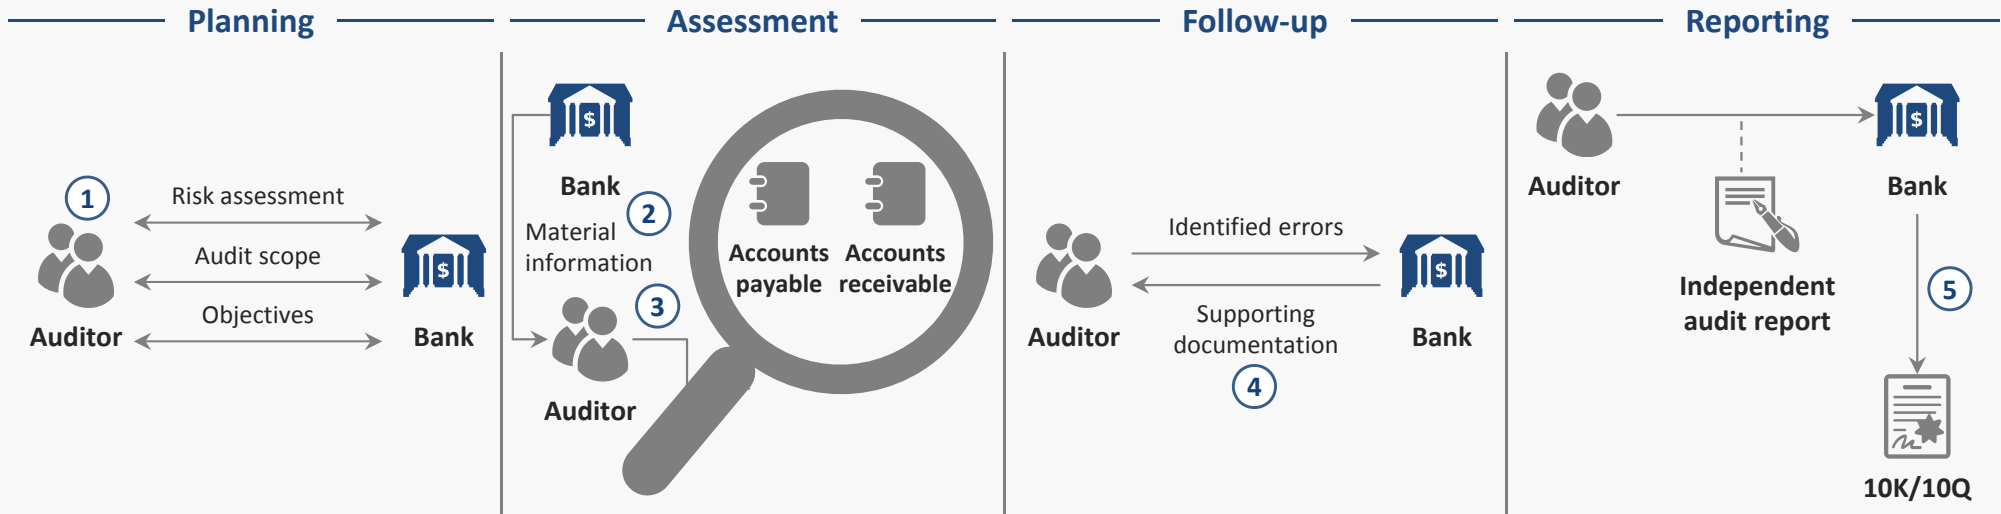 Planning
Assessment
Follow-up
Reporting
1
Risk assessment
Audit scope
Objectives
Auditor
$
Bank
$
Bank
2
Material
information
3
Auditor
Accounts
payable
Accounts
receivable
Identified errors
Auditor
Supporting
documentation
4
$
Bank
Auditor
$
Bank
Independent
audit report
5
10K/10Q